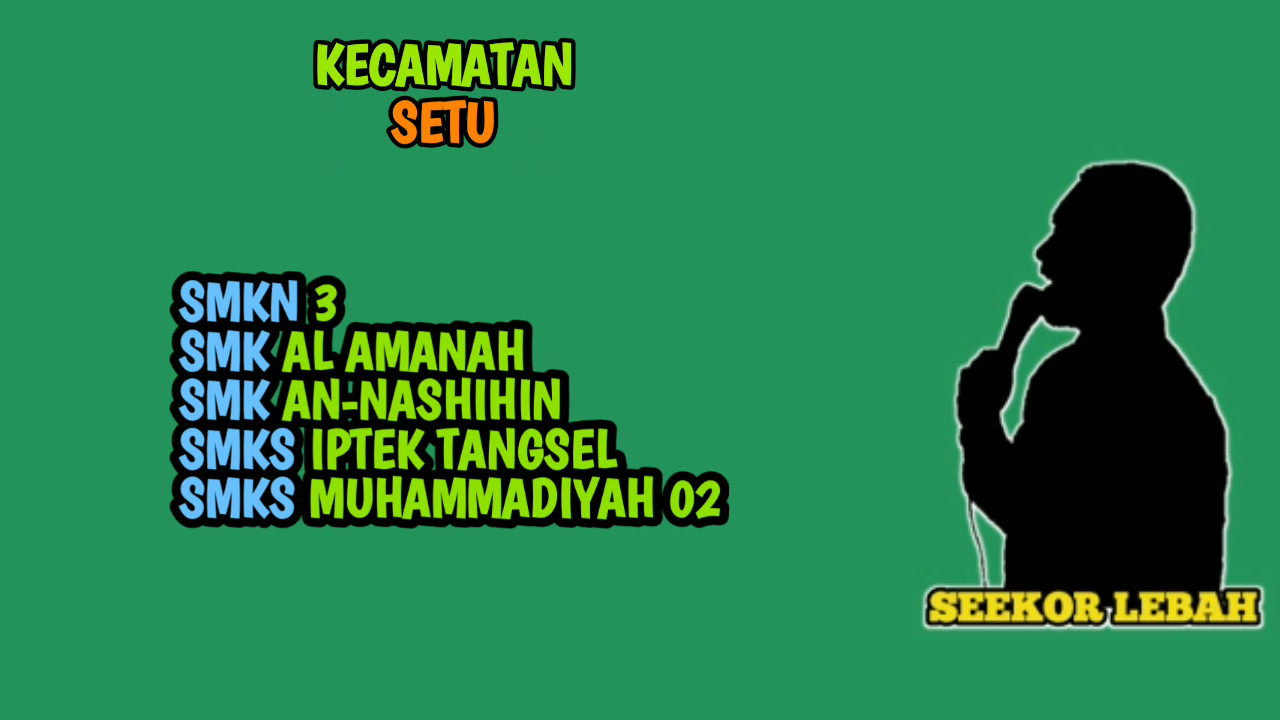 KECAMATAN
SETU
SMKN 3
SMK AL AMANAH
SMK AN-NASHIHIN
SMKS IPTEK TANGSEL
SMKS MUHAMMADIYAH 02
SEEKOR LEBAH